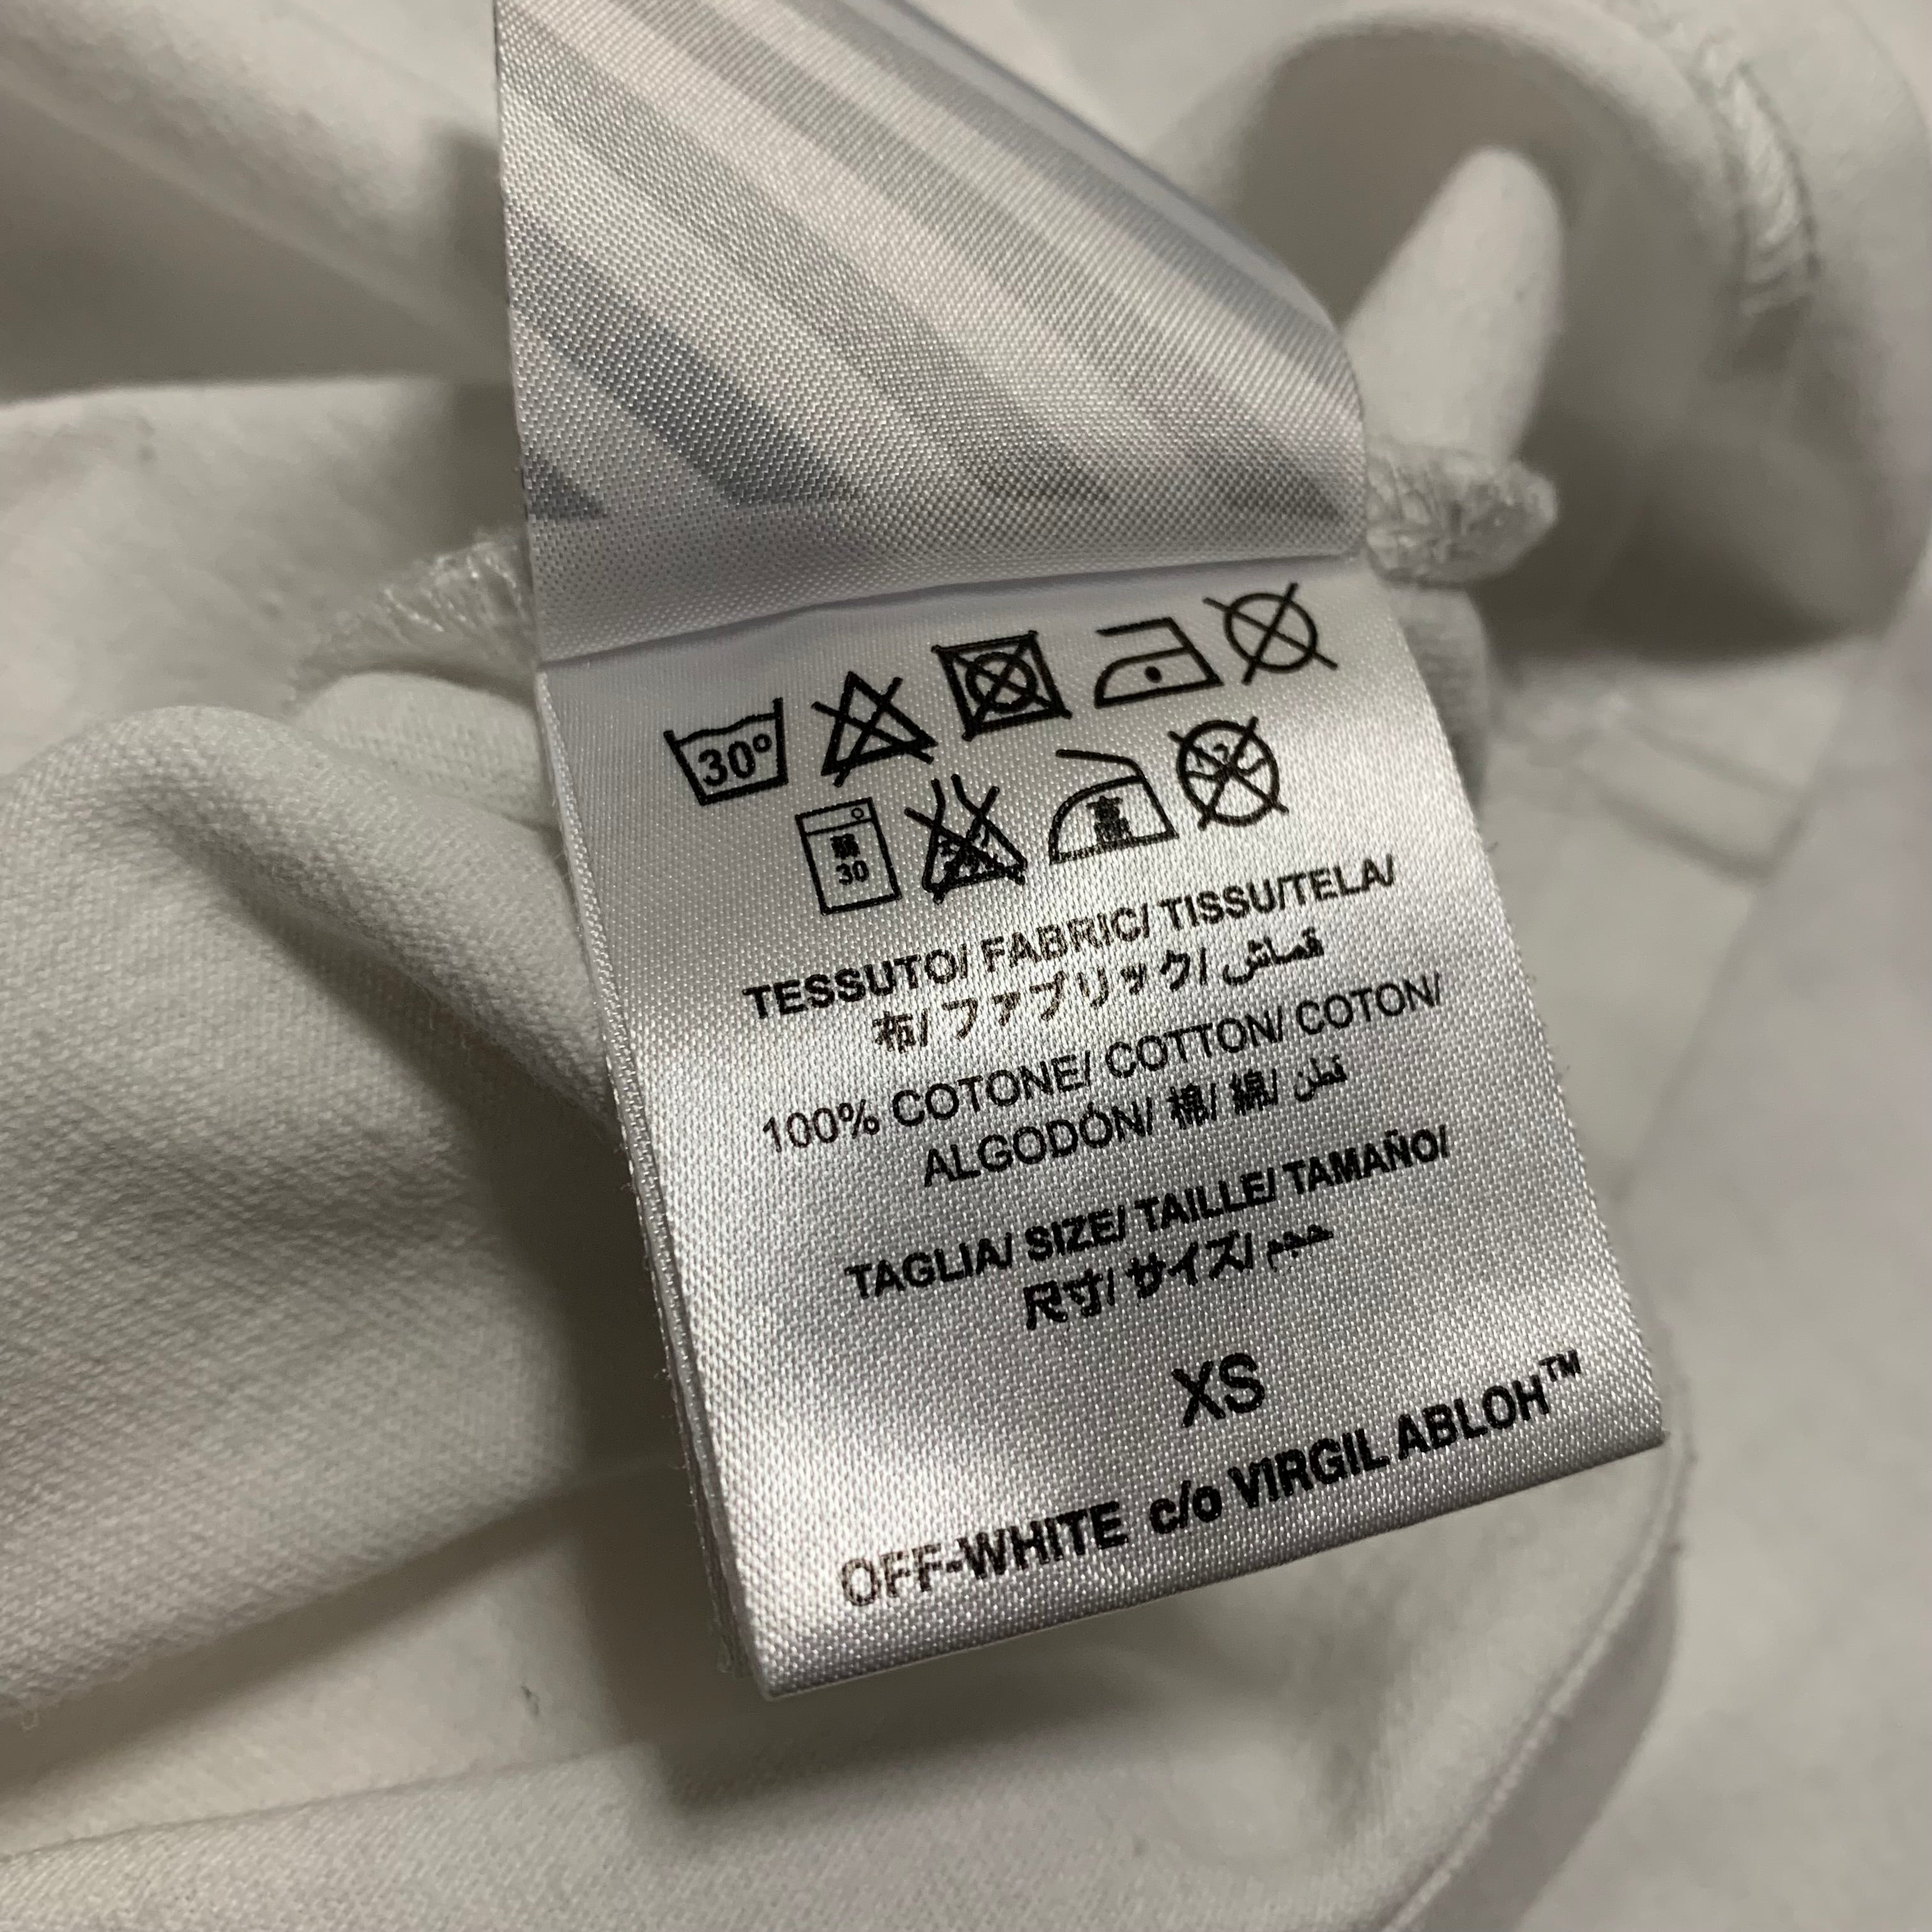 30°
30 高
TESSUTO/ FABRIC/ TISSU/TELA/
布/ ファブリック/ قماش/
100% COTONE/ COTTON/ COTON/
ALGODÓN/ 棉/ 綿/ قطن
TAGLIA/ SIZE/ TAILLE/ TAMAÑO/
尺寸/ サイズ/ حجم
XS
OFF-WHITE c/o VIRGIL ABLOH™